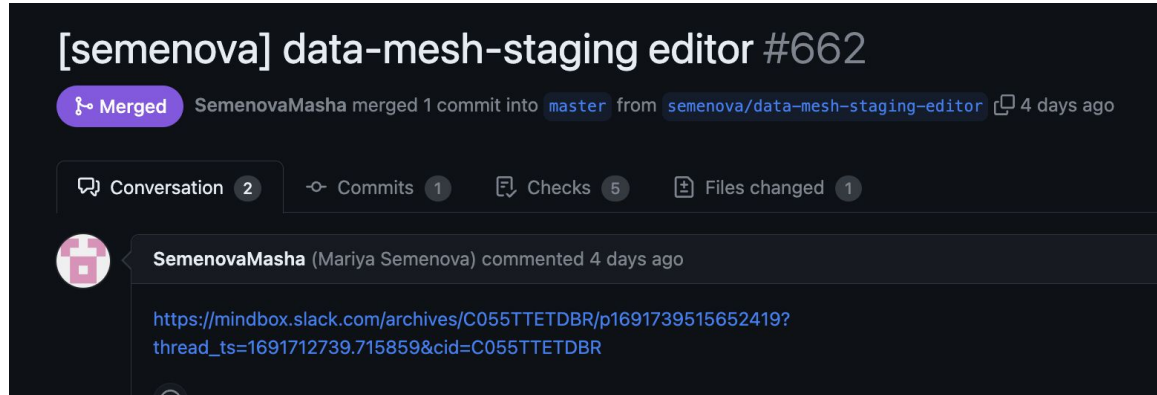 [semenova] data-mesh-staging editor #662
Merged SemenovaMasha merged 1 commit into master from semenova/data-mesh-staging-editor 4 days ago
Conversation 2 Commits 1 Checks 5 Files changed 1
SemenovaMasha (Mariya Semenova) commented 4 days ago
https://mindbox.slack.com/archives/C055TTETDBR/p1691739515652419?
thread_ts=1691712739.715859&cid=C055TTETDBR